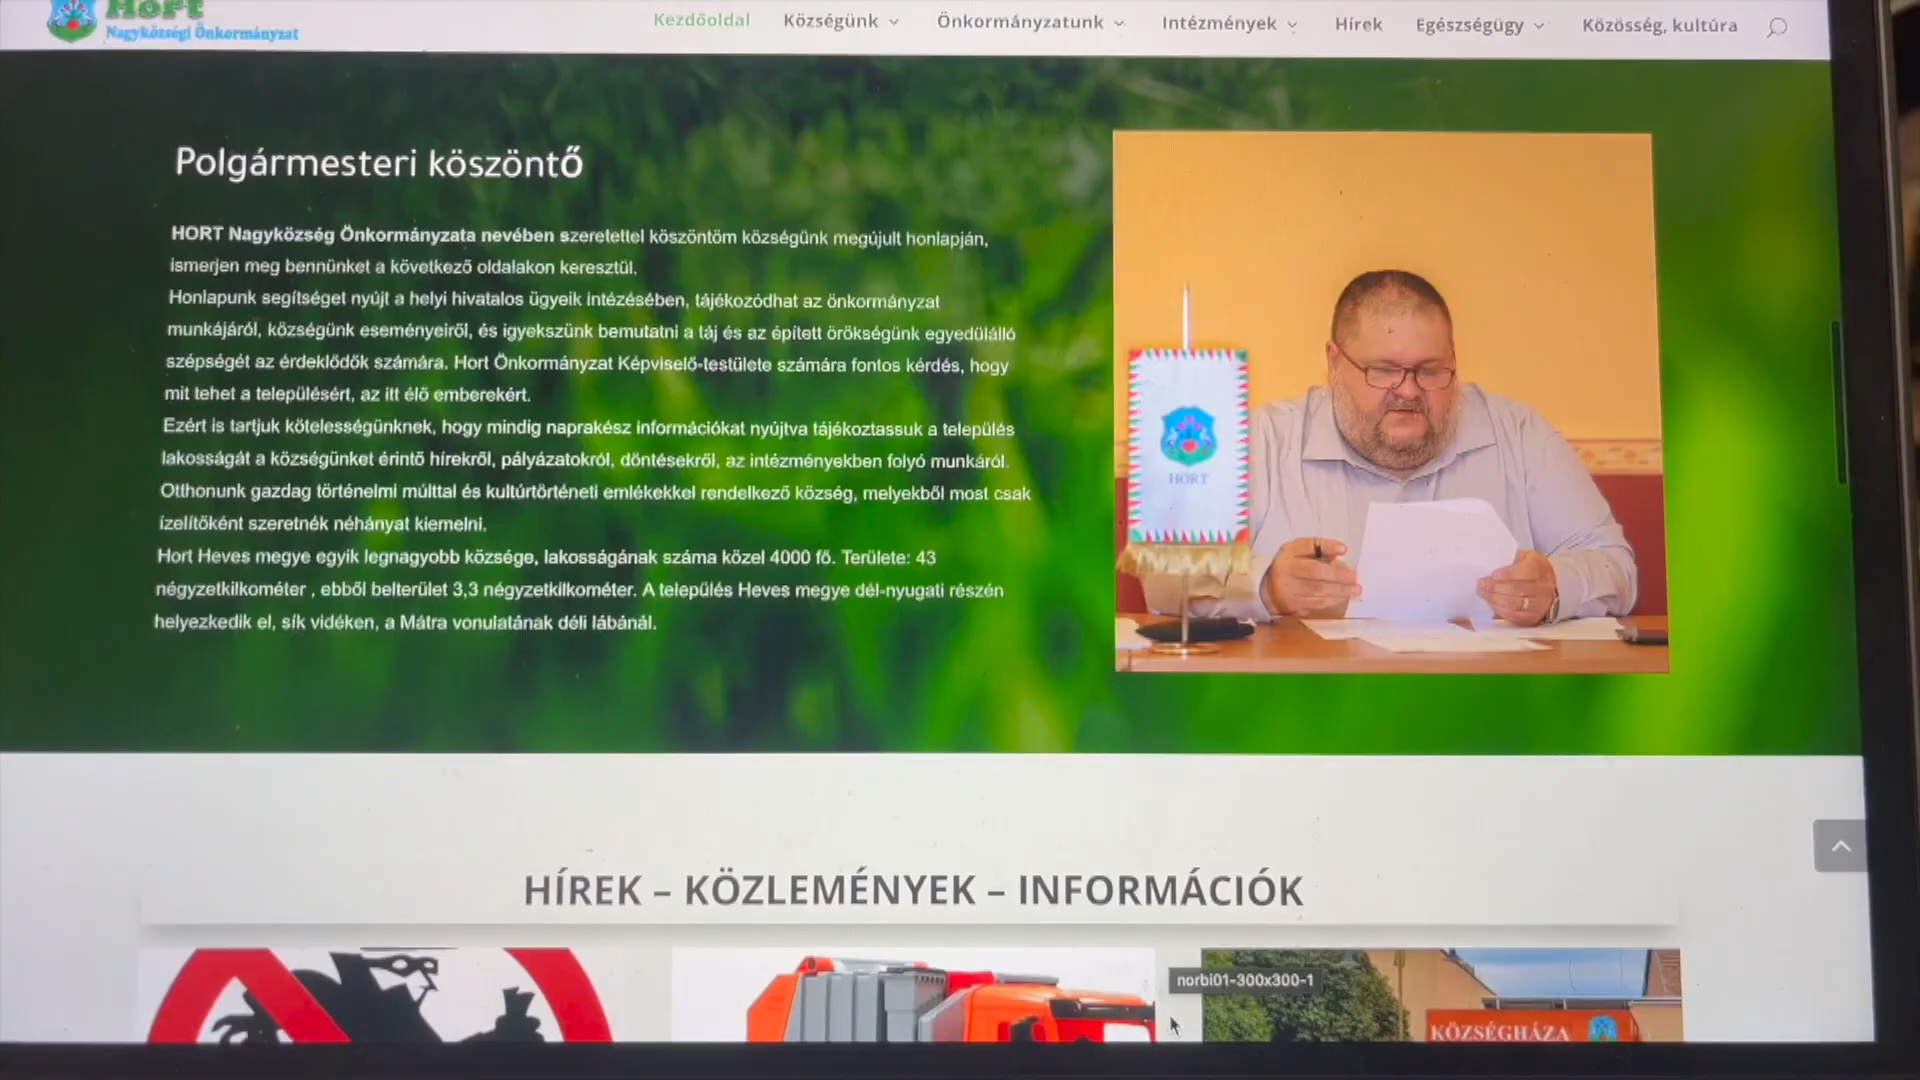 Hort
Nagyközségi Önkormányzat
Kezdőoldal
Községünk
Önkormányzatunk
Intézmények
Hírek
Egészségügy
Közösség, kultúra
Polgármesteri köszöntő
HORT Nagyközség Önkormányzata nevében szeretettel köszöntöm községünk megújult honlapján,
ismerjen meg bennünket a következő oldalakon keresztül.
Honlapunk segítséget nyújt a helyi hivatalos ügyeik intézésében, tájékozódhat az önkormányzat
munkájáról, községünk eseményeiről, és igyekszünk bemutatni a táj és az épített örökségünk egyedülálló
szépségét az érdeklődők számára. Hort Önkormányzat Képviselő-testülete számára fontos kérdés, hogy
mit tehet a településért, az itt élő emberekért.
Ezért is tartjuk kötelességünknek, hogy mindig naprakész információkat nyújtva tájékoztassuk a település
lakosságát a községünket érintő hírekről, pályázatokról, döntésekről, az intézményekben folyó munkáról.
Otthonunk gazdag történelmi múlttal és kultúrtörténeti emlékekkel rendelkező község, melyekből most csak
ízelítőként szeretnék néhányat kiemelni.
Hort Heves megye egyik legnagyobb községe, lakosságának száma közel 4000 fő. Területe: 43
négyzetkilkométer , ebből belterület 3,3 négyzetkilkométer. A település Heves megye dél-nyugati részén
helyezkedik el, sík vidéken, a Mátra vonulatának déli lábánál.
HORT
HÍREK – KÖZLEMÉNYEK – INFORMÁCIÓK
norbi01-300x300-1
KÖZSÉGHÁZA